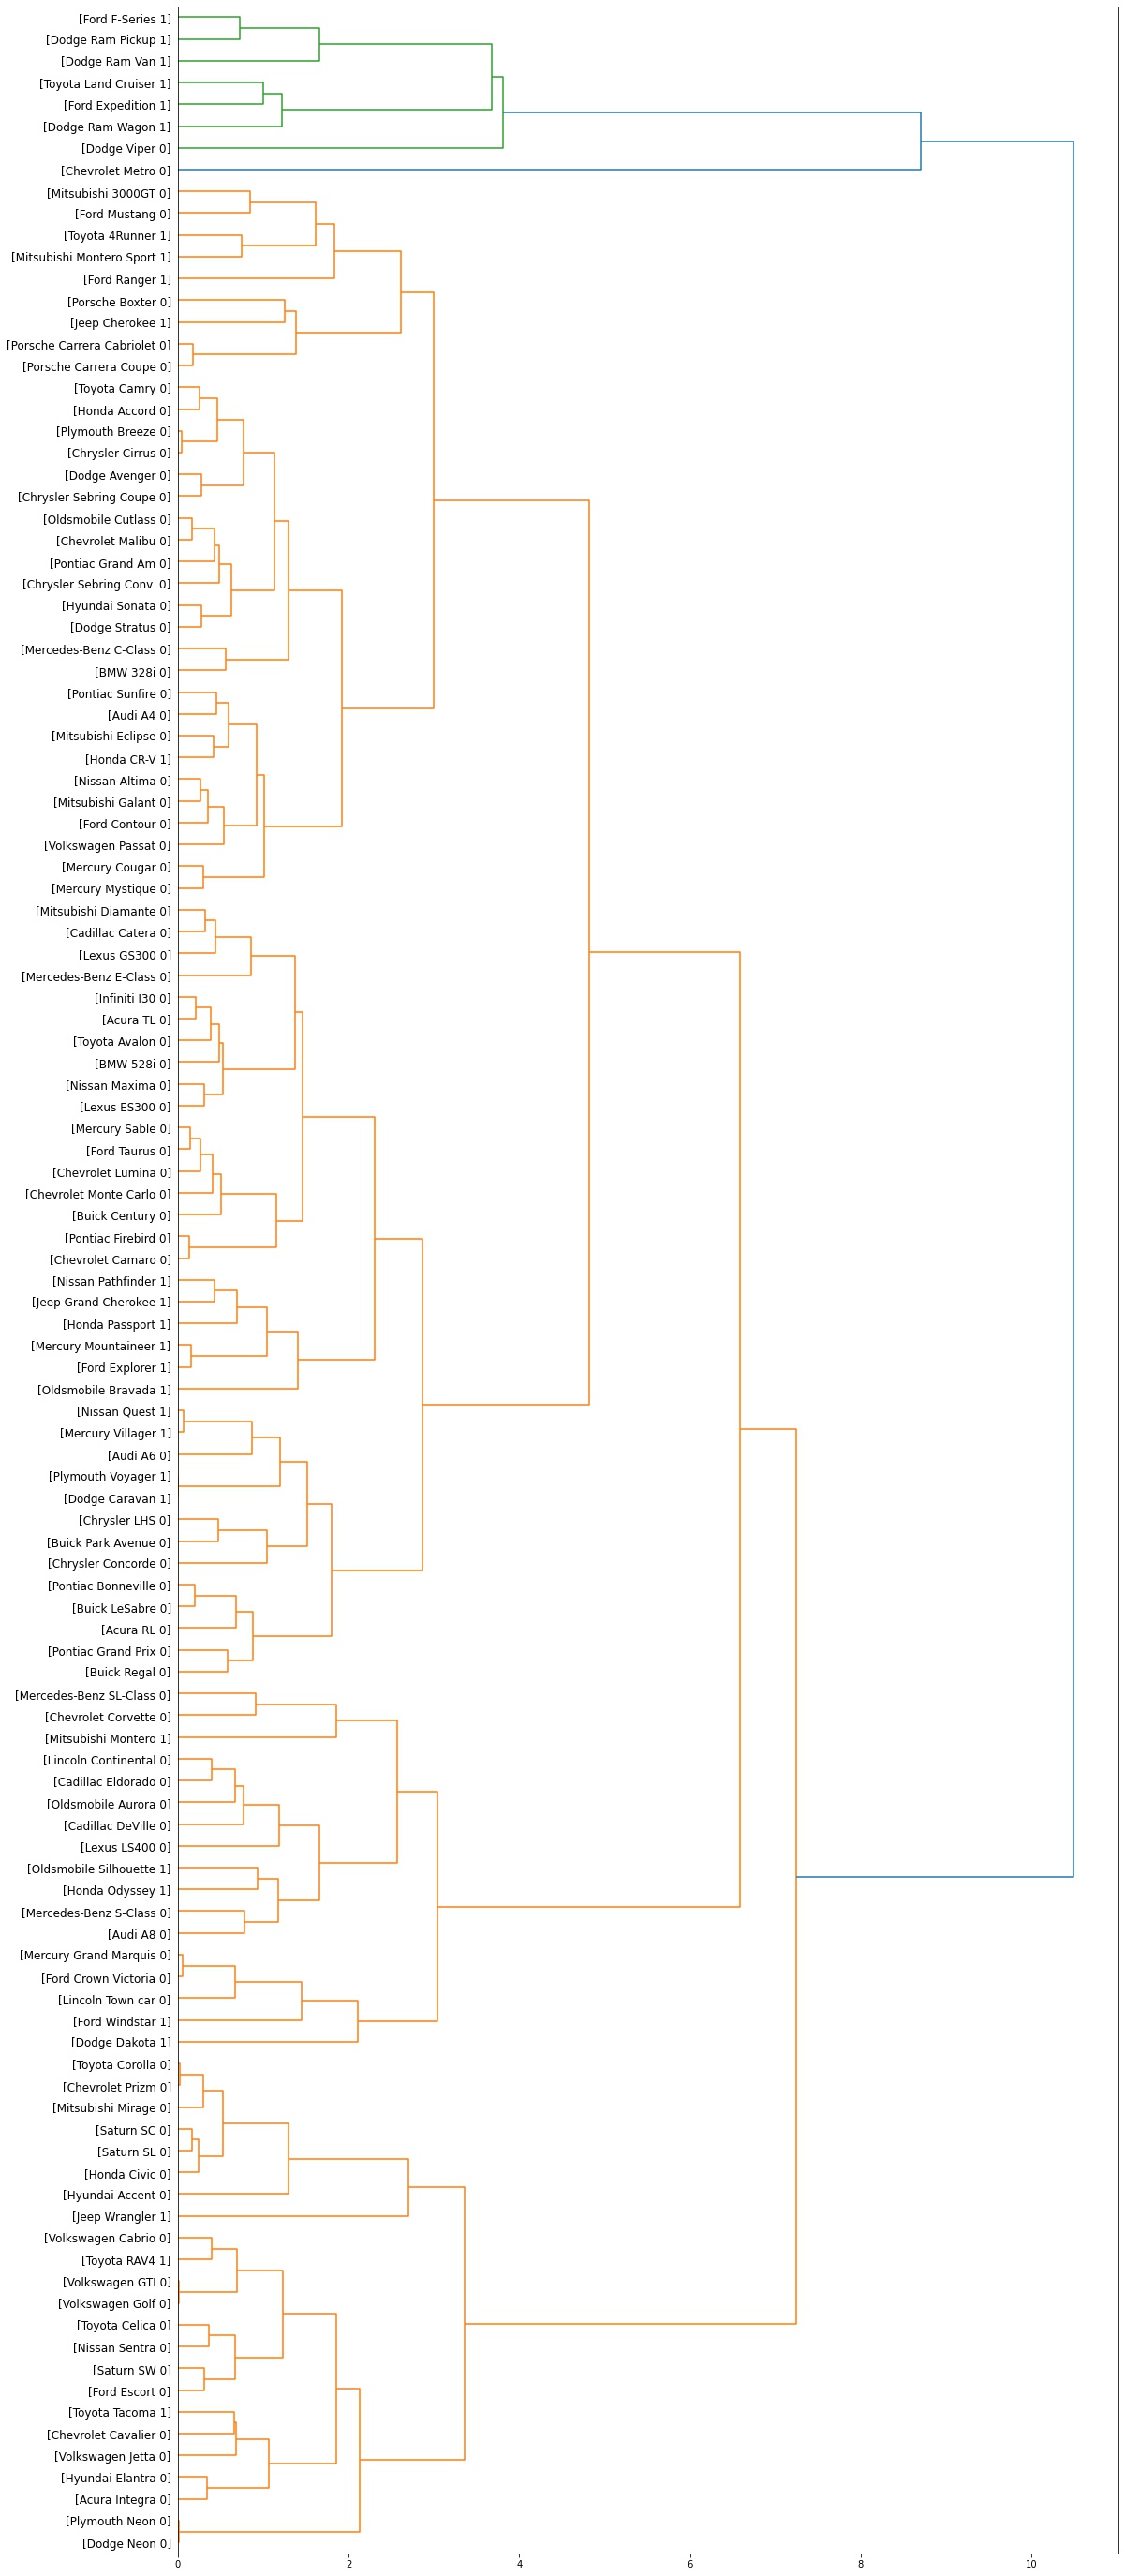 [Ford F-Series 1]
[Dodge Ram Pickup 1]
[Dodge Ram Van 1]
[Toyota Land Cruiser 1]
[Ford Expedition 1]
[Dodge Ram Wagon 1]
[Dodge Viper 0]
[Chevrolet Metro 0]
[Mitsubishi 3000GT 0]
[Ford Mustang 0]
[Toyota 4Runner 1]
[Mitsubishi Montero Sport 1]
[Ford Ranger 1]
[Porsche Boxter 0]
[Jeep Cherokee 1]
[Porsche Carrera Cabriolet 0]
[Porsche Carrera Coupe 0]
[Toyota Camry 0]
[Honda Accord 0]
[Plymouth Breeze 0]
[Chrysler Cirrus 0]
[Dodge Avenger 0]
[Chrysler Sebring Coupe 0]
[Oldsmobile Cutlass 0]
[Chevrolet Malibu 0]
[Pontiac Grand Am 0]
[Chrysler Sebring Conv. 0]
[Hyundai Sonata 0]
[Dodge Stratus 0]
[Mercedes-Benz C-Class 0]
[BMW 328i 0]
[Pontiac Sunfire 0]
[Audi A4 0]
[Mitsubishi Eclipse 0]
[Honda CR-V 1]
[Nissan Altima 0]
[Mitsubishi Galant 0]
[Ford Contour 0]
[Volkswagen Passat 0]
[Mercury Cougar 0]
[Mercury Mystique 0]
[Mitsubishi Diamante 0]
[Cadillac Catera 0]
[Lexus GS300 0]
[Mercedes-Benz E-Class 0]
[Infiniti I30 0]
[Acura TL 0]
[Toyota Avalon 0]
[BMW 528i 0]
[Nissan Maxima 0]
[Lexus ES300 0]
[Mercury Sable 0]
[Ford Taurus 0]
[Chevrolet Lumina 0]
[Chevrolet Monte Carlo 0]
[Buick Century 0]
[Pontiac Firebird 0]
[Chevrolet Camaro 0]
[Nissan Pathfinder 1]
[Jeep Grand Cherokee 1]
[Honda Passport 1]
[Mercury Mountaineer 1]
[Ford Explorer 1]
[Oldsmobile Bravada 1]
[Nissan Quest 1]
[Mercury Villager 1]
[Audi A6 0]
[Plymouth Voyager 1]
[Dodge Caravan 1]
[Chrysler LHS 0]
[Buick Park Avenue 0]
[Chrysler Concorde 0]
[Pontiac Bonneville 0]
[Buick LeSabre 0]
[Acura RL 0]
[Pontiac Grand Prix 0]
[Buick Regal 0]
[Mercedes-Benz SL-Class 0]
[Chevrolet Corvette 0]
[Mitsubishi Montero 1]
[Lincoln Continental 0]
[Cadillac Eldorado 0]
[Oldsmobile Aurora 0]
[Cadillac DeVille 0]
[Lexus LS400 0]
[Oldsmobile Silhouette 1]
[Honda Odyssey 1]
[Mercedes-Benz S-Class 0]
[Audi A8 0]
[Mercury Grand Marquis 0]
[Ford Crown Victoria 0]
[Lincoln Town car 0]
[Ford Windstar 1]
[Dodge Dakota 1]
[Toyota Corolla 0]
[Chevrolet Prizm 0]
[Mitsubishi Mirage 0]
[Saturn SC 0]
[Saturn SL 0]
[Honda Civic 0]
[Hyundai Accent 0]
[Jeep Wrangler 1]
[Volkswagen Cabrio 0]
[Toyota RAV4 1]
[Volkswagen GTI 0]
[Volkswagen Golf 0]
[Toyota Celica 0]
[Nissan Sentra 0]
[Saturn SW 0]
[Ford Escort 0]
[Toyota Tacoma 1]
[Chevrolet Cavalier 0]
[Volkswagen Jetta 0]
[Hyundai Elantra 0]
[Acura Integra 0]
[Plymouth Neon 0]
[Dodge Neon 0]
0 2 4 6 8 10